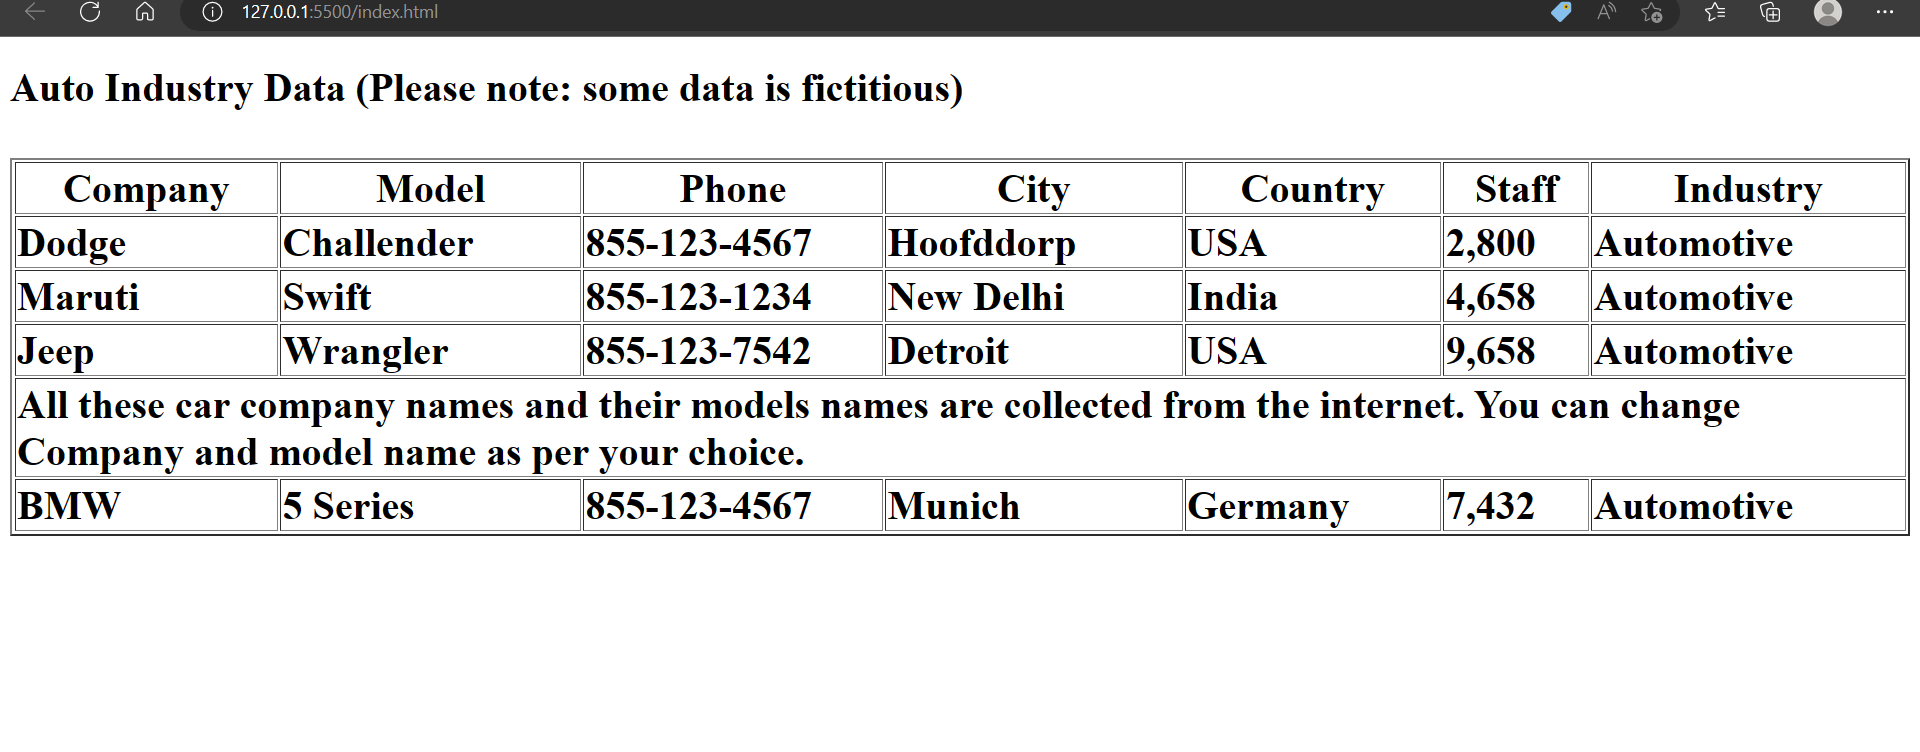 127.0.0.1:5500/index.html
Auto Industry Data (Please note: some data is fictitious)
Company Model Phone City Country Staff Industry
Dodge Challender 855-123-4567 Hoofddorp USA 2,800 Automotive
Maruti Swift 855-123-1234 New Delhi India 4,658 Automotive
Jeep Wrangler 855-123-7542 Detroit USA 9,658 Automotive
All these car company names and their models names are collected from the internet. You can change
Company and model name as per your choice.
BMW 5 Series 855-123-4567 Munich Germany 7,432 Automotive